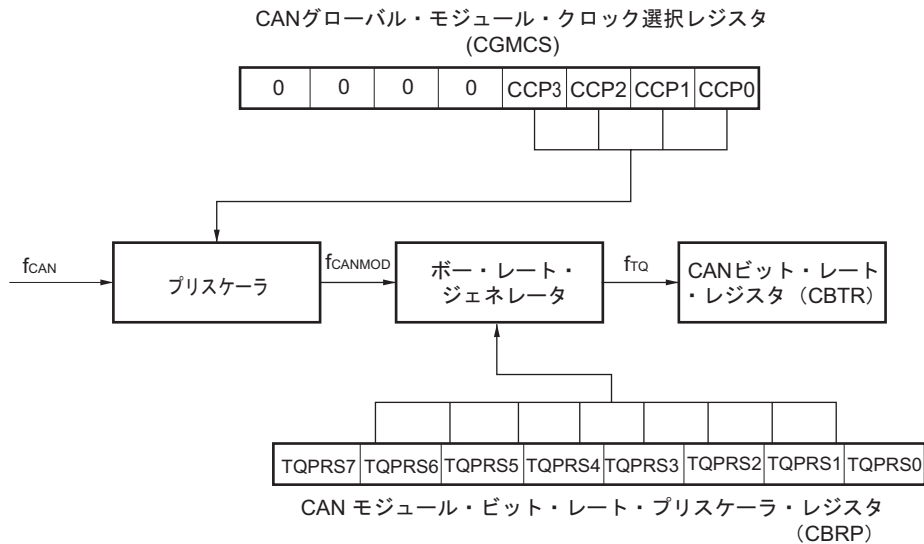 CANグローバル・モジュール・クロック選択レジスタ
(CGMCS)
0 0 0 0 CCP3 CCP2 CCP1 CCP0
fCAN
プリスケーラ
fCANMOD
ボー・レート・
ジェネレータ
fTQ
CANビット・レート
・レジスタ（CBTR）
TQPRS7 TQPRS6 TQPRS5 TQPRS4 TQPRS3 TQPRS2 TQPRS1 TQPRS0
CAN モジュール・ビット・レート・プリスケーラ・レジスタ
（CBRP）